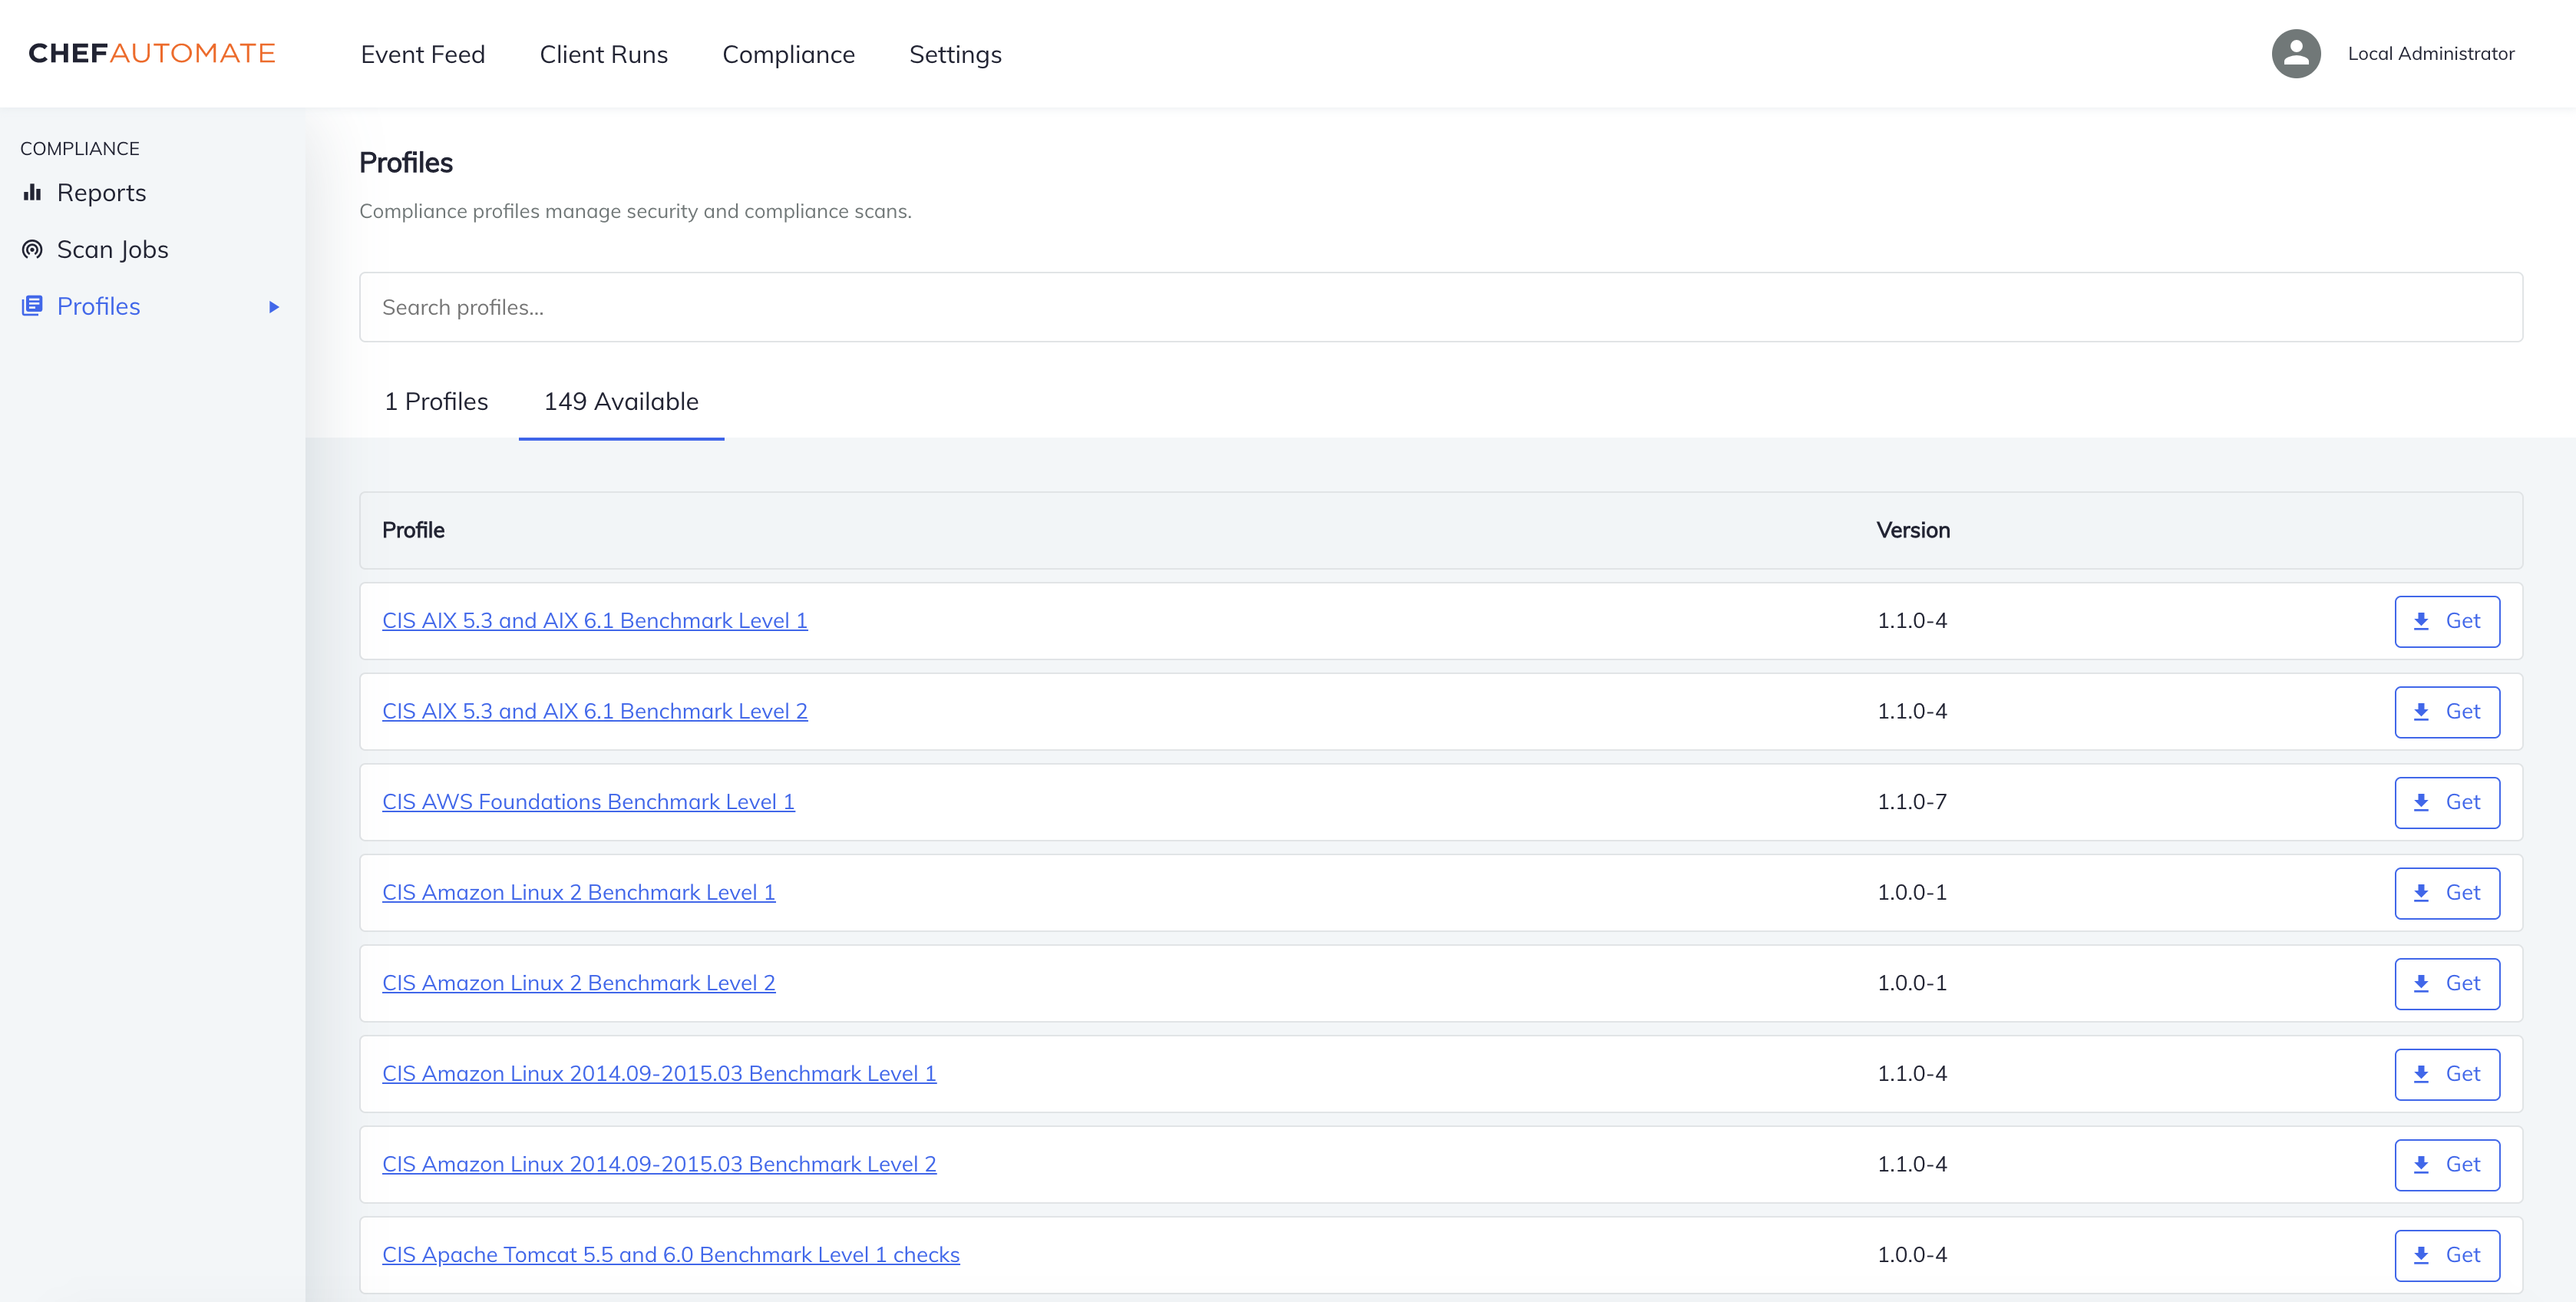 CHEFAUTOMATE Event Feed Client Runs Compliance Settings Local Administrator
COMPLIANCE
Reports
Scan Jobs
Profiles
Profiles
Compliance profiles manage security and compliance scans.
Search profiles...
1 Profiles 149 Available
Profile Version
CIS AIX 5.3 and AIX 6.1 Benchmark Level 1 1.1.0-4 Get
CIS AIX 5.3 and AIX 6.1 Benchmark Level 2 1.1.0-4 Get
CIS AWS Foundations Benchmark Level 1 1.1.0-7 Get
CIS Amazon Linux 2 Benchmark Level 1 1.0.0-1 Get
CIS Amazon Linux 2 Benchmark Level 2 1.0.0-1 Get
CIS Amazon Linux 2014.09-2015.03 Benchmark Level 1 1.1.0-4 Get
CIS Amazon Linux 2014.09-2015.03 Benchmark Level 2 1.1.0-4 Get
CIS Apache Tomcat 5.5 and 6.0 Benchmark Level 1 checks 1.0.0-4 Get